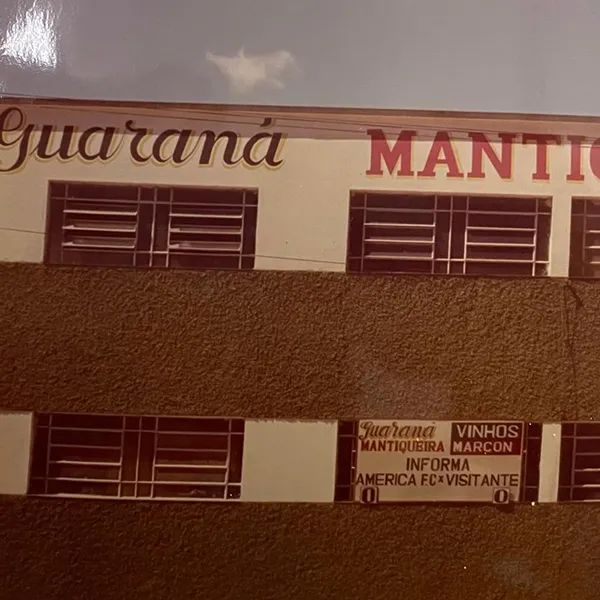 Guaraná MANTIQ
Guaraná VINHOS
MANTIQUEIRA MARÇON
INFORMA
AMERICA F.C x VISITANTE
0 0